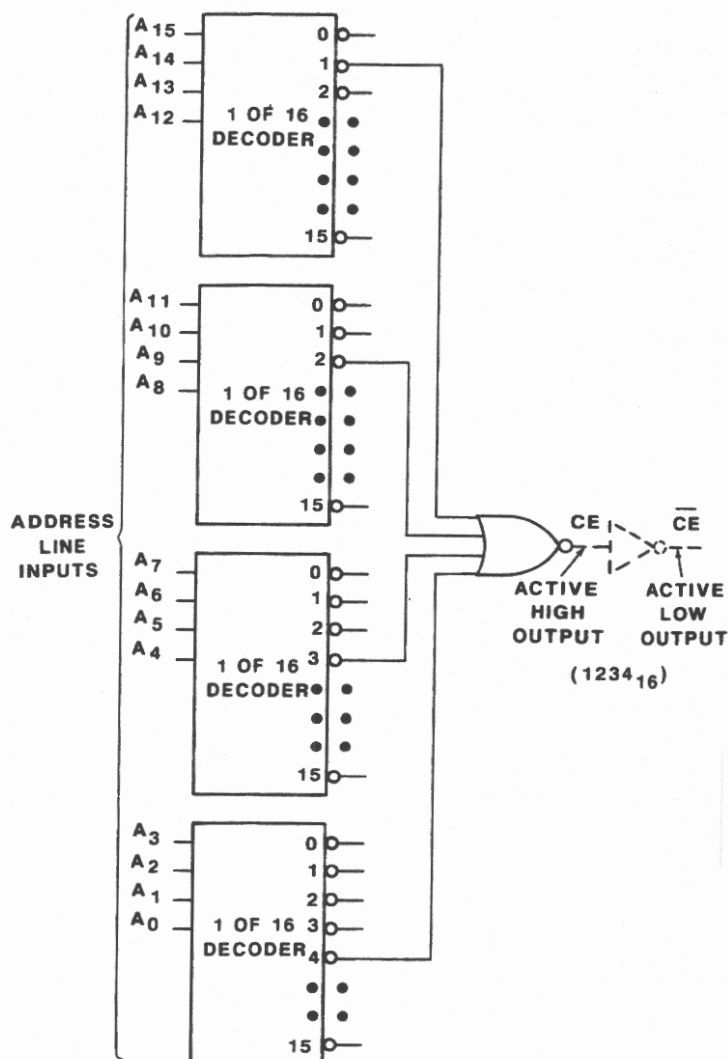 A15
A14
A13
A12
1 OF 16
DECODER
0
1
2
15
A11
A10
A9
A8
1 OF 16
DECODER
0
1
2
15
ADDRESS
LINE
INPUTS
A7
A6
A5
A4
1 OF 16
DECODER
0
1
2
3
15
CE
CE
ACTIVE
HIGH
OUTPUT
ACTIVE
LOW
OUTPUT
(1234₁₆)
A3
A2
A1
A0
1 OF 16
DECODER
0
1
2
3
4
15